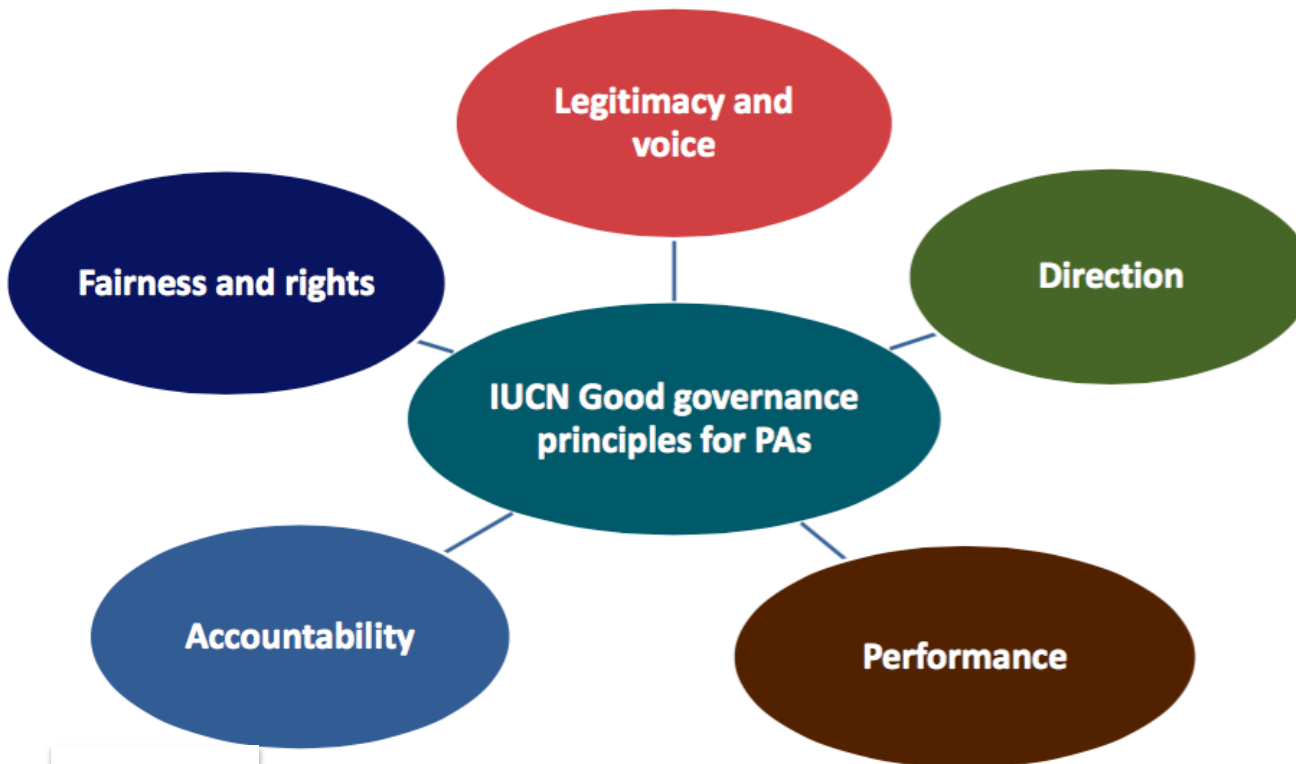 Legitimacy and
voice
Fairness and rights
Direction
IUCN Good governance
principles for PAs
Accountability
Performance